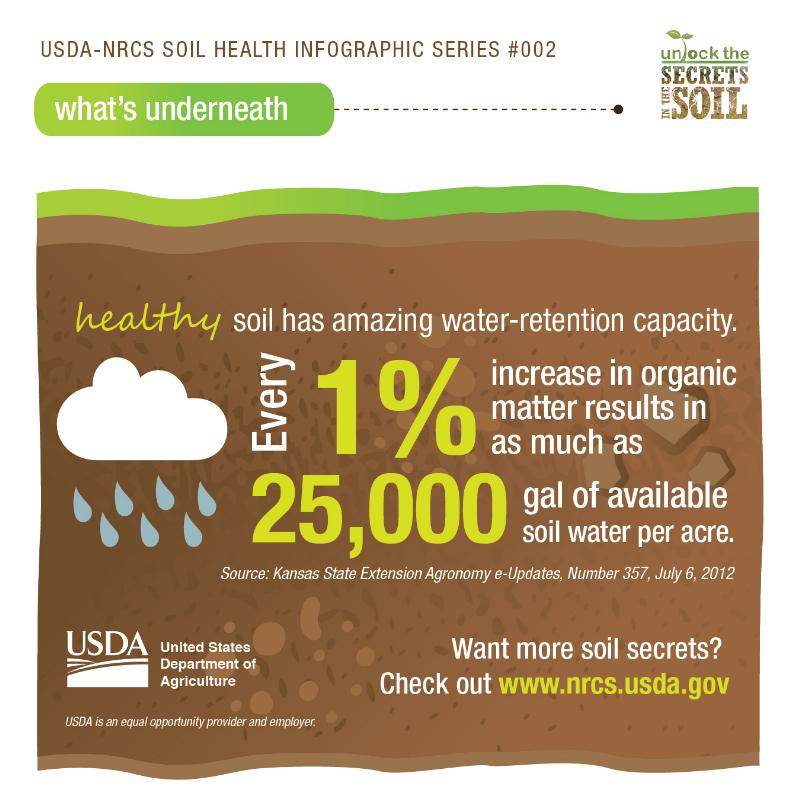 USDA-NRCS SOIL HEALTH INFOGRAPHIC SERIES #002
unlock the
SECRETS
IN THE SOIL
what's underneath
healthy soil has amazing water-retention capacity.
Every 1% increase in organic
matter results in
as much as
25,000 gal of available
soil water per acre.
Source: Kansas State Extension Agronomy e-Updates, Number 357, July 6, 2012
USDA
United States
Department of
Agriculture
Want more soil secrets?
Check out www.nrcs.usda.gov
USDA is an equal opportunity provider and employer.